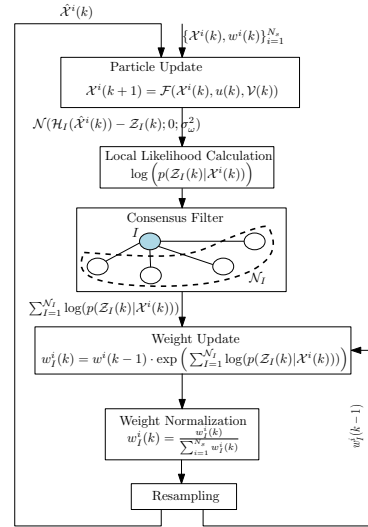 $\hat{\mathcal{X}}^i(k)$
$\{\mathcal{X}^i(k), w^i(k)\}_{i=1}^{N_s}$
Particle Update
$\mathcal{X}^i(k+1) = \mathcal{F}(\mathcal{X}^i(k), u(k), \mathcal{V}(k))$
$\mathcal{N}(\mathcal{H}_I(\hat{\mathcal{X}}^i(k)) - \mathcal{Z}_I(k); 0; \sigma_\omega^2)$
Local Likelihood Calculation
$\log\left(p(\mathcal{Z}_I(k)|\mathcal{X}^i(k))\right)$
Consensus Filter
$I$
$\mathcal{N}_I$
$\sum_{I=1}^{\mathcal{N}_I} \log(p(\mathcal{Z}_I(k)|\mathcal{X}^i(k)))$
Weight Update
$w_I^i(k) = w^i(k-1) \cdot \exp\left(\sum_{I=1}^{\mathcal{N}_I} \log(p(\mathcal{Z}_I(k)|\mathcal{X}^i(k)))\right)$
$w_I^i(k-1)$
Weight Normalization
$w_I^i(k) = \frac{w_I^i(k)}{\sum_{i=1}^{N_s} w_I^i(k)}$
Resampling